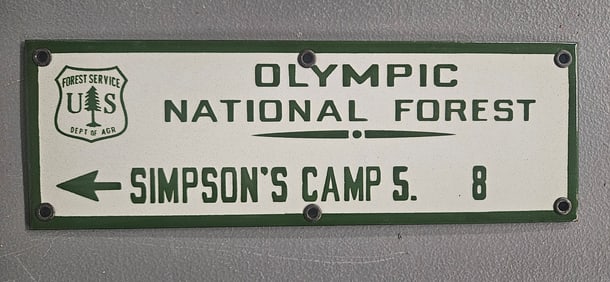 FOREST SERVICE
U S
DEPT OF AGR
OLYMPIC
NATIONAL FOREST
SIMPSON'S CAMP 5. 8